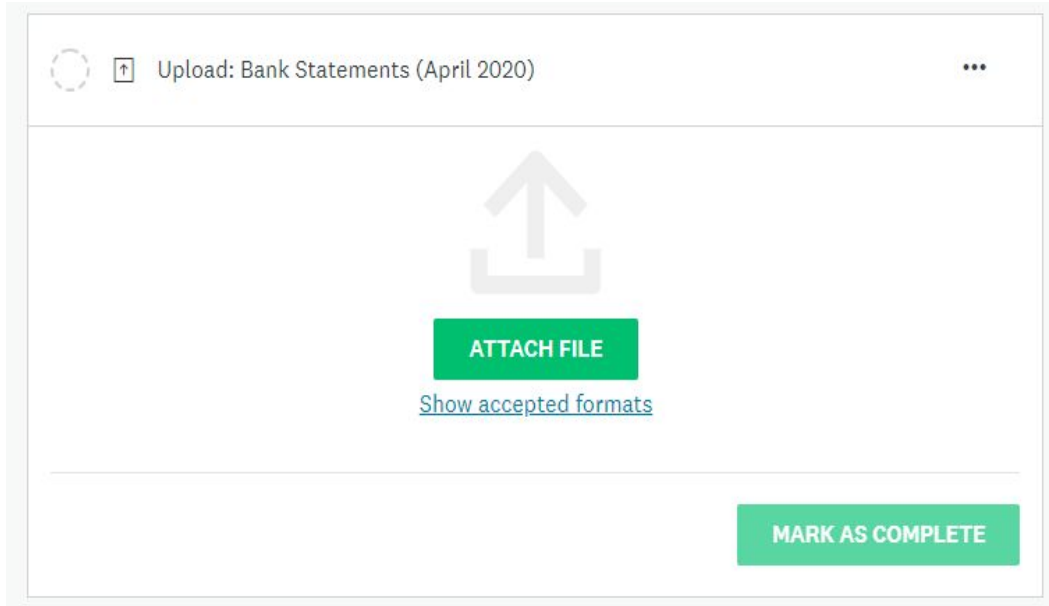 Upload: Bank Statements (April 2020)
ATTACH FILE
Show accepted formats
MARK AS COMPLETE